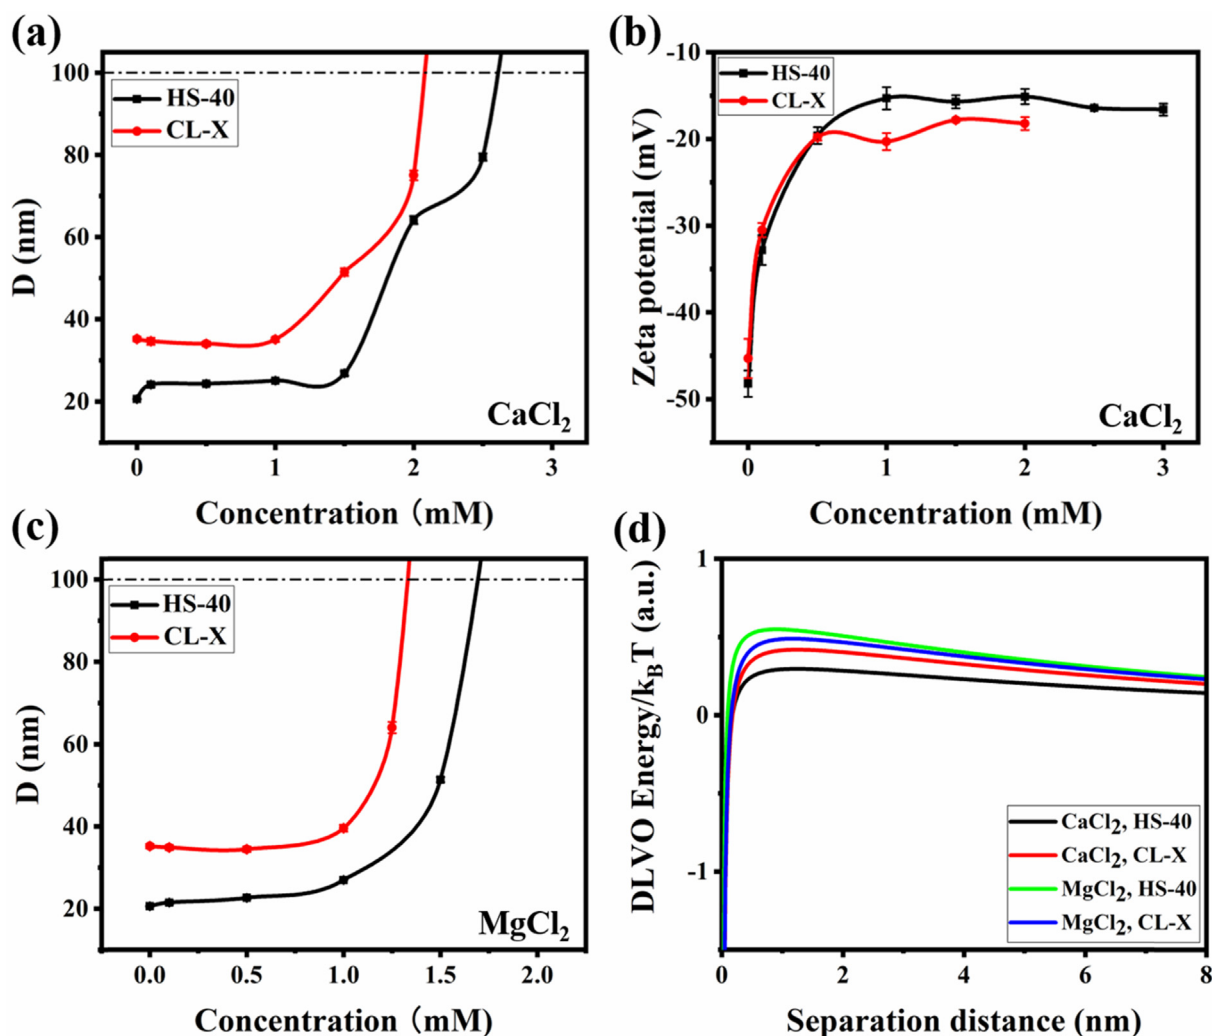 (a)
100
80
60
40
20
D (nm)
HS-40
CL-X
CaCl₂
0
1
2
3
Concentration (mM)
(b)
-10
-20
-30
-40
-50
Zeta potential (mV)
HS-40
CL-X
CaCl₂
0
1
2
3
Concentration (mM)
(c)
100
80
60
40
20
D (nm)
HS-40
CL-X
MgCl₂
0.0
0.5
1.0
1.5
2.0
Concentration (mM)
(d)
1
0
-1
DLVO Energy/k_BT (a.u.)
CaCl₂, HS-40
CaCl₂, CL-X
MgCl₂, HS-40
MgCl₂, CL-X
0
2
4
6
8
Separation distance (nm)